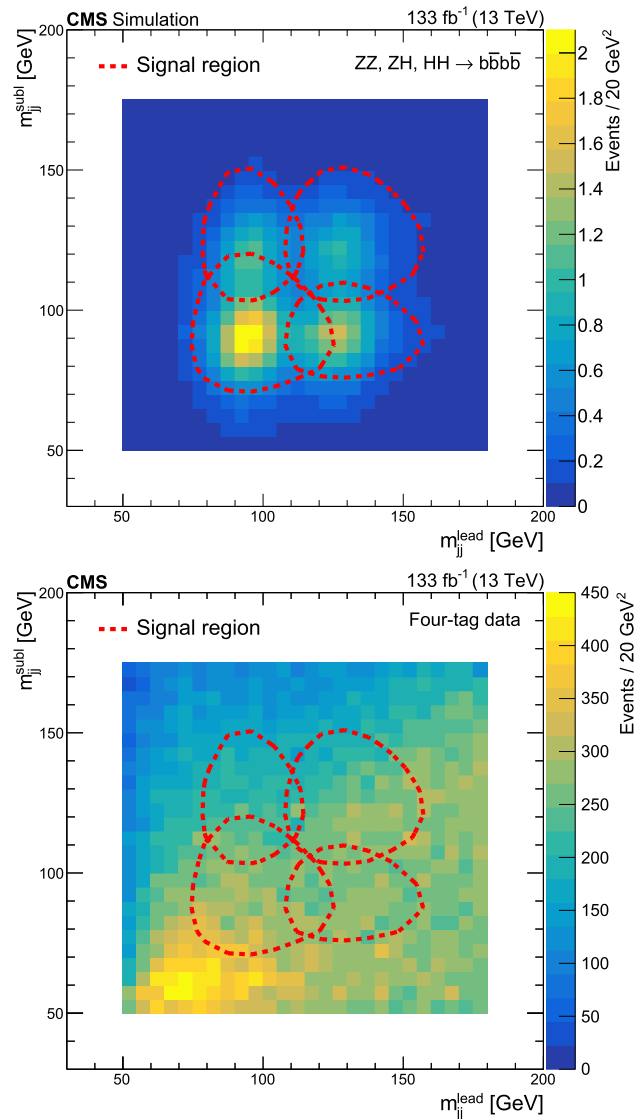 CMS Simulation 133 fb⁻¹ (13 TeV)
Signal region ZZ, ZH, HH → bb̅bb̅
m_jj^subl [GeV]
200
150
100
50
50 100 150 200
m_jj^lead [GeV]
2
1.8
1.6
1.4
1.2
1
0.8
0.6
0.4
0.2
0
Events / 20 GeV²
CMS 133 fb⁻¹ (13 TeV)
Signal region Four-tag data
m_jj^subl [GeV]
200
150
100
50
50 100 150 200
m_jj^lead [GeV]
450
400
350
300
250
200
150
100
50
0
Events / 20 GeV²